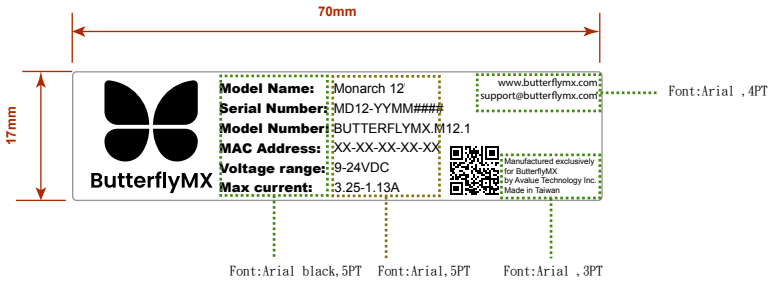 70mm
17mm
ButterflyMX
Model Name: Monarch 12
Serial Number: MD12-YYMM####
Model Number: BUTTERFLYMX.M12.1
MAC Address: XX-XX-XX-XX-XX
Voltage range: 9-24VDC
Max current: 3.25-1.13A
www.butterflymx.com
support@butterflymx.com
Font:Arial ,4PT
Manufactured exclusively
for ButterflyMX
by Avalue Technology Inc.
Made in Taiwan
Font:Arial black,5PT
Font:Arial,5PT
Font:Arial ,3PT